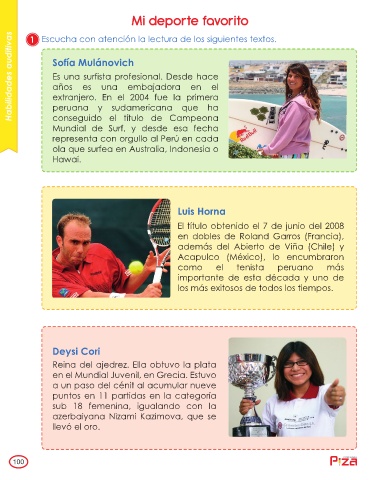 Mi deporte favorito
Habilidades auditivas
1 Escucha con atención la lectura de los siguientes textos.
Sofía Mulánovich
Es una surfista profesional. Desde hace
años es una embajadora en el
extranjero. En el 2004 fue la primera
peruana y sudamericana que ha
conseguido el título de Campeona
Mundial de Surf, y desde esa fecha
representa con orgullo al Perú en cada
ola que surfea en Australia, Indonesia o
Hawai.
Luis Horna
El título obtenido el 7 de junio del 2008
en dobles de Roland Garros (Francia),
además del Abierto de Viña (Chile) y
Acapulco (México), lo encumbraron
como el tenista peruano más
importante de esta década y uno de
los más exitosos de todos los tiempos.
Deysi Cori
Reina del ajedrez. Ella obtuvo la plata
en el Mundial Juvenil, en Grecia. Estuvo
a un paso del cénit al acumular nueve
puntos en 11 partidas en la categoría
sub 18 femenina, igualando con la
azerbaiyana Nizami Kazimova, que se
llevó el oro.
100